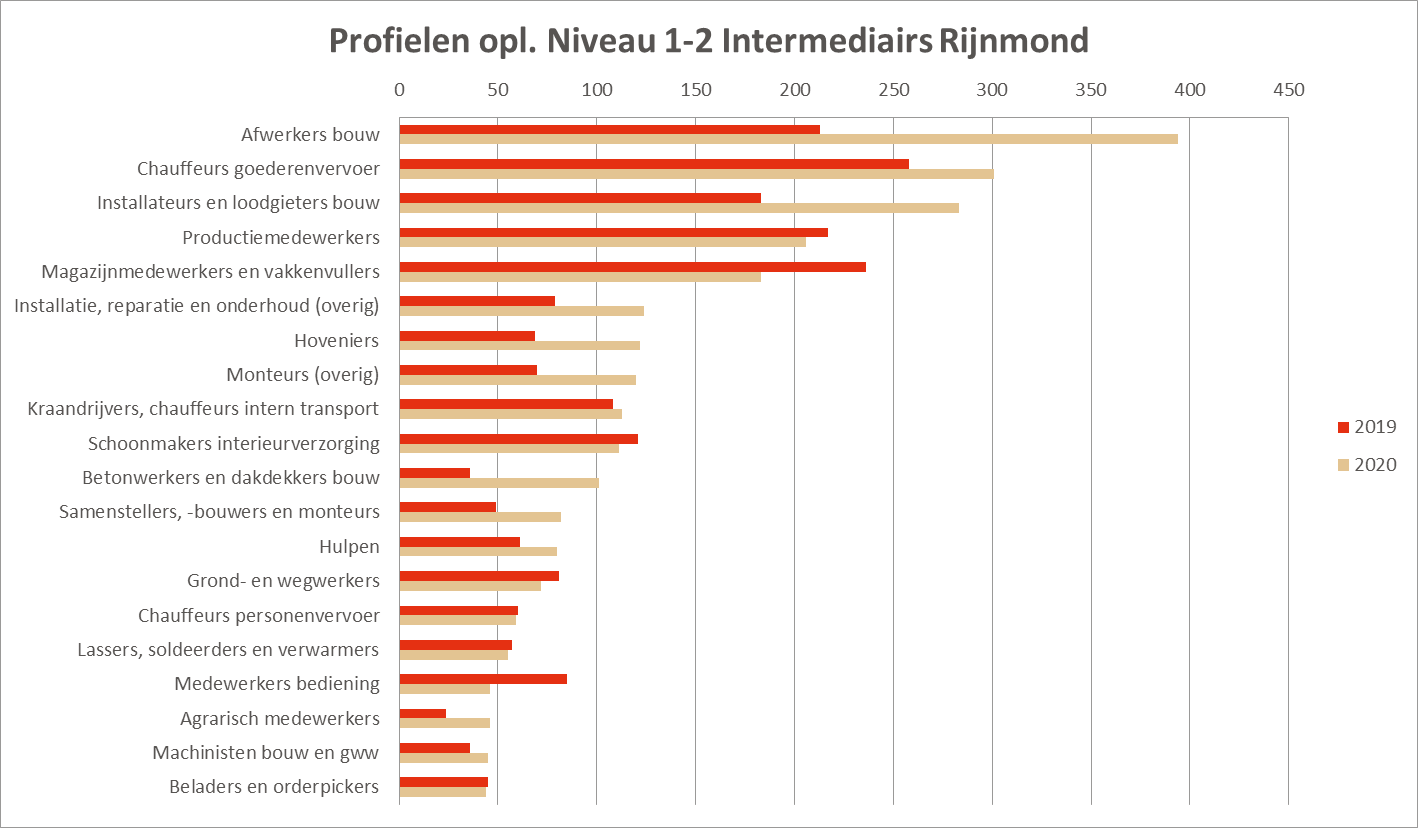 Profielen opl. Niveau 1-2 Intermediairs Rijnmond
0 50 100 150 200 250 300 350 400 450
Afwerkers bouw
Chauffeurs goederenvervoer
Installateurs en loodgieters bouw
Productiemedewerkers
Magazijnmedewerkers en vakkenvullers
Installatie, reparatie en onderhoud (overig)
Hoveniers
Monteurs (overig)
Kraandrijvers, chauffeurs intern transport
Schoonmakers interieurverzorging
Betonwerkers en dakdekkers bouw
Samenstellers, -bouwers en monteurs
Hulpen
Grond- en wegwerkers
Chauffeurs personenvervoer
Lassers, soldeerders en verwarmers
Medewerkers bediening
Agrarisch medewerkers
Machinisten bouw en gww
Beladers en orderpickers
2019
2020